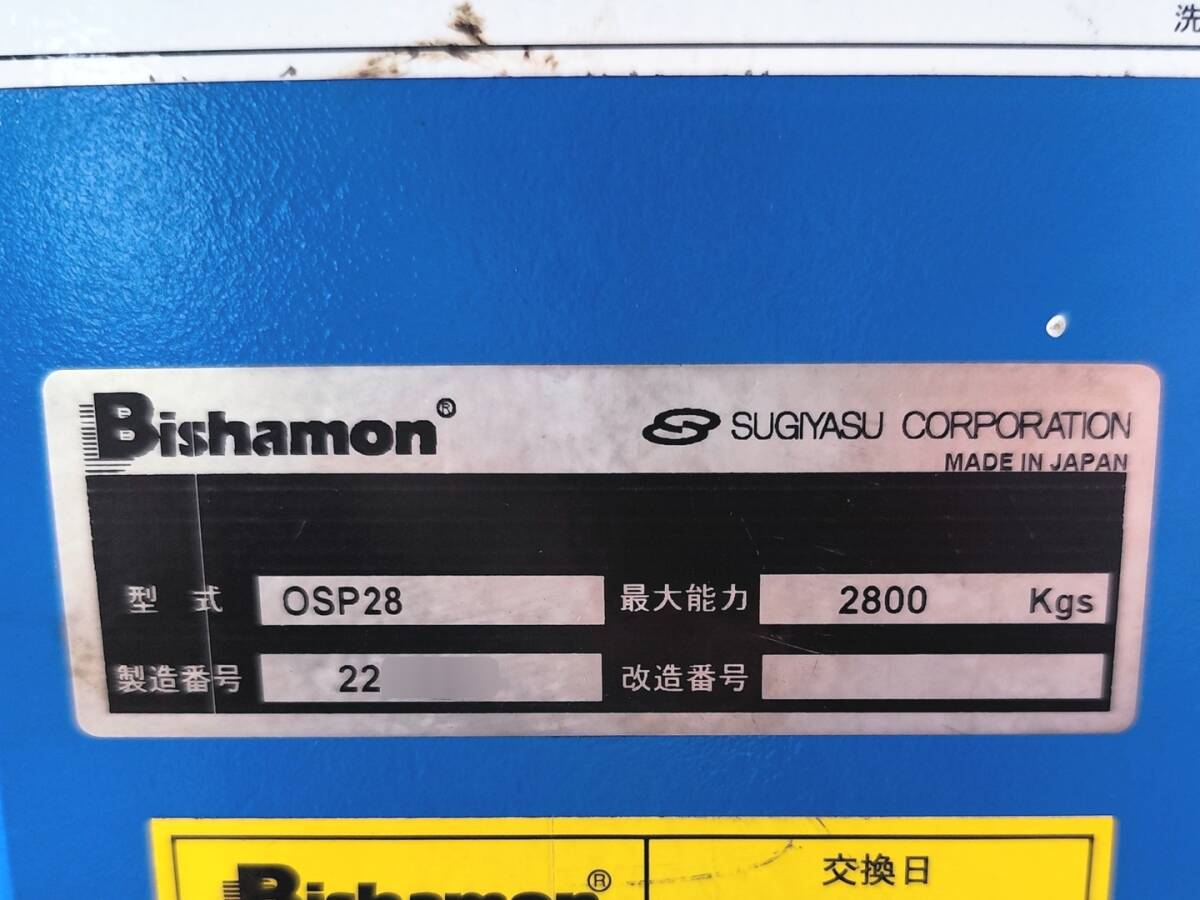 洗
Bishamon®
SUGIYASU CORPORATION
MADE IN JAPAN
型式 OSP28 最大能力 2800 Kgs
製造番号 22 改造番号
Bishamon®
交換日